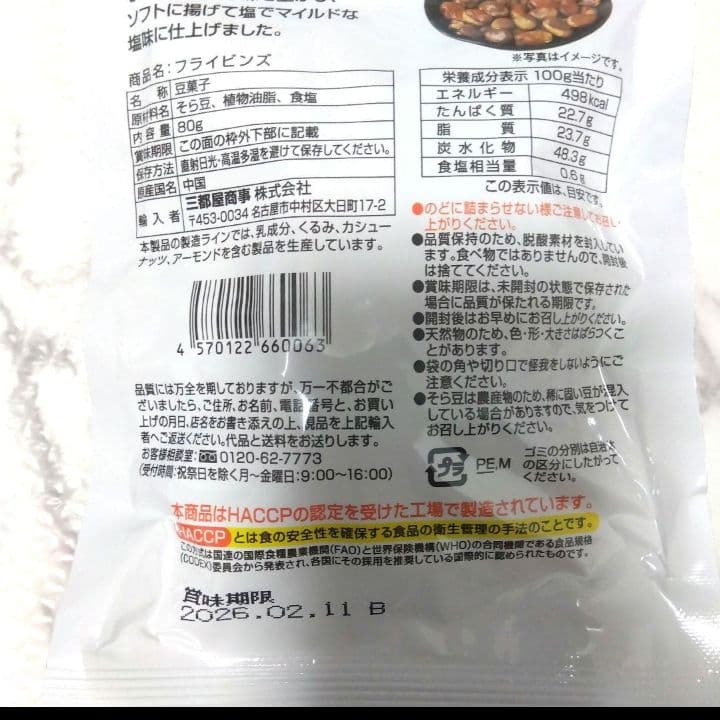 ソフトに揚げて塩でマイルドな
塩味に仕上げました。
商品名：フライビンズ
名　称 豆菓子
原材料名 そら豆、植物油脂、食塩
内 容 量 80g
賞味期限 この面の枠外下部に記載
保存方法 直射日光・高温多湿を避けて保存してください。
原産国名 中国
輸 入 者 三都屋商事 株式会社
〒453-0034 名古屋市中村区大日町17-2
本製品の製造ラインでは、乳成分、くるみ、カシュー
ナッツ、アーモンドを含む製品を生産しています。
4 570122 660063
品質には万全を期しておりますが、万一不都合がご
ざいましたら、ご住所、お名前、電話番号と、お買い
上げの月日、店名をお書き添えの上、現品を上記輸入
者へご返送ください。代品と送料をお送りします。
お客様相談室：0120-62-7773
（受付時間：祝祭日を除く月〜金曜日：9:00〜16:00）
※写真はイメージです。
栄養成分表示 100g当たり
エネルギー 498kcal
たんぱく質 22.7g
脂　　質 23.7g
炭 水 化 物 48.3g
食塩相当量 0.6g
この表示値は、目安です。
●のどに詰まらせない様ご注意してお召し
上がりください。
●品質保持のため、脱酸素材を封入してい
ます。食べ物ではありませんので、開封後
は捨ててください。
●賞味期限は、未開封の状態で保存された
場合に品質が保たれる期限です。
●開封後はお早めにお召し上がりください。
●天然物のため、色・形・大きさはばらつくこ
とがあります。
●袋の角や切り口で怪我をしないようにご
注意ください。
●そら豆は農産物のため、稀に固い豆が混入
している場合がありますので、気をつけて
お召し上がりください。
プラ PE,M
ゴミの分別は自治体
の区分にしたがって
ください。
本商品はHACCPの認定を受けた工場で製造されています。
HACCP とは食の安全性を確保する食品の衛生管理の手法のことです。
この方式は国連の国際食糧農業機関（FAO）と世界保険機構（WHO）の合同機関である食品規格
（CODEX）委員会から発表され、各国にその採用を推奨している国際的に認められたものです。
賞味期限
2026.02.11 B